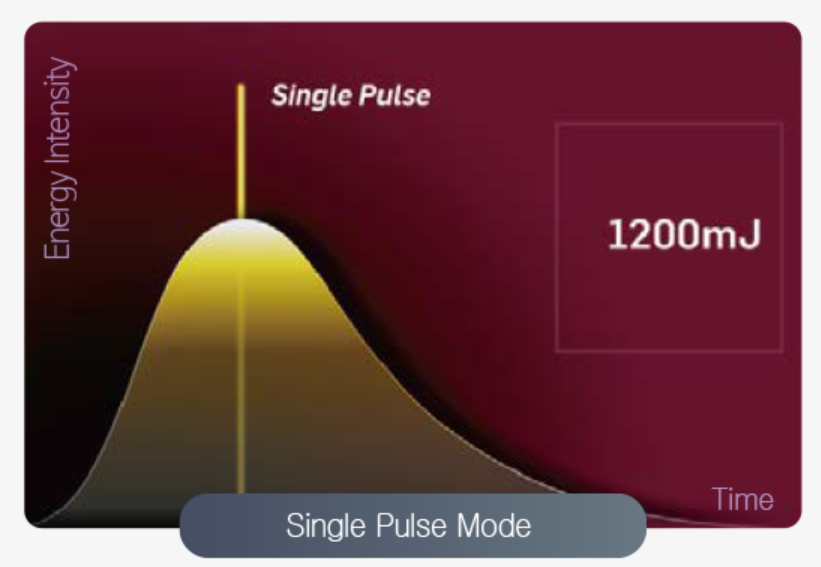 Energy Intensity
Single Pulse
1200mJ
Time
Single Pulse Mode